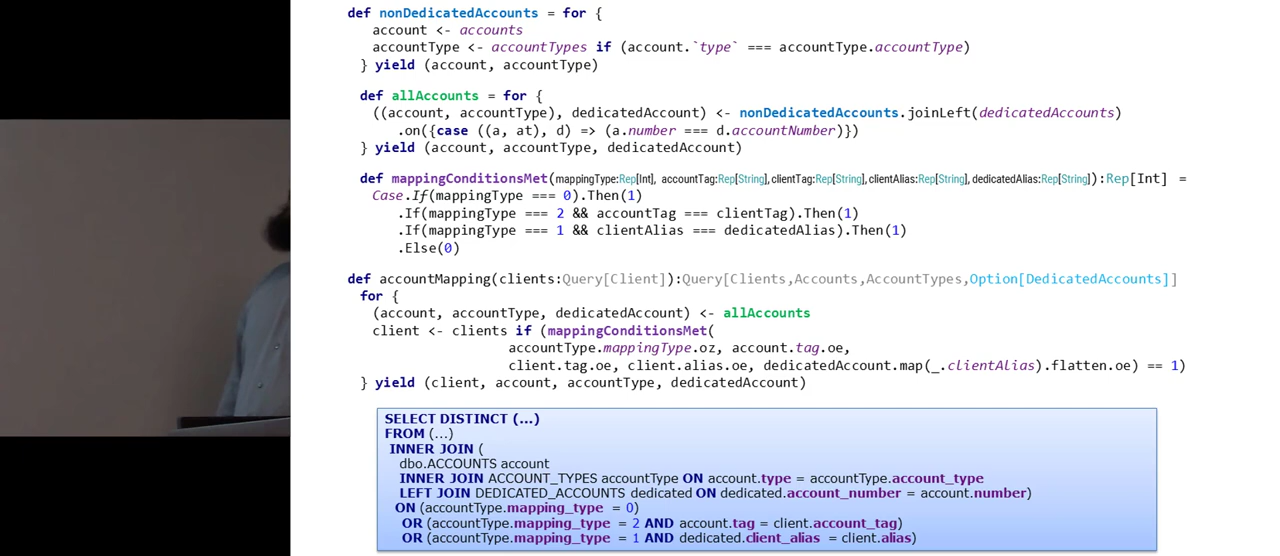 def nonDedicatedAccounts = for {
account <- accounts
accountType <- accountTypes if (account.`type` === accountType.accountType)
} yield (account, accountType)
def allAccounts = for {
((account, accountType), dedicatedAccount) <- nonDedicatedAccounts.joinLeft(dedicatedAccounts)
.on({case ((a, at), d) => (a.number === d.accountNumber)})
} yield (account, accountType, dedicatedAccount)
def mappingConditionsMet(mappingType:Rep[Int], accountTag:Rep[String],clientTag:Rep[String],clientAlias:Rep[String],dedicatedAlias:Rep[String]):Rep[Int] =
Case.If(mappingType === 0).Then(1)
.If(mappingType === 2 && accountTag === clientTag).Then(1)
.If(mappingType === 1 && clientAlias === dedicatedAlias).Then(1)
.Else(0)
def accountMapping(clients:Query[Client]):Query[Clients,Accounts,AccountTypes,Option[DedicatedAccounts]]
for {
(account, accountType, dedicatedAccount) <- allAccounts
client <- clients if (mappingConditionsMet(
accountType.mappingType.oz, account.tag.oe,
client.tag.oe, client.alias.oe, dedicatedAccount.map(_.clientAlias).flatten.oe) == 1)
} yield (client, account, accountType, dedicatedAccount)
SELECT DISTINCT (...)
FROM (...)
INNER JOIN (
dbo.ACCOUNTS account
INNER JOIN ACCOUNT_TYPES accountType ON account.type = accountType.account_type
LEFT JOIN DEDICATED_ACCOUNTS dedicated ON dedicated.account_number = account.number)
ON (accountType.mapping_type = 0)
OR (accountType.mapping_type = 2 AND account.tag = client.account_tag)
OR (accountType.mapping_type = 1 AND dedicated.client_alias = client.alias)